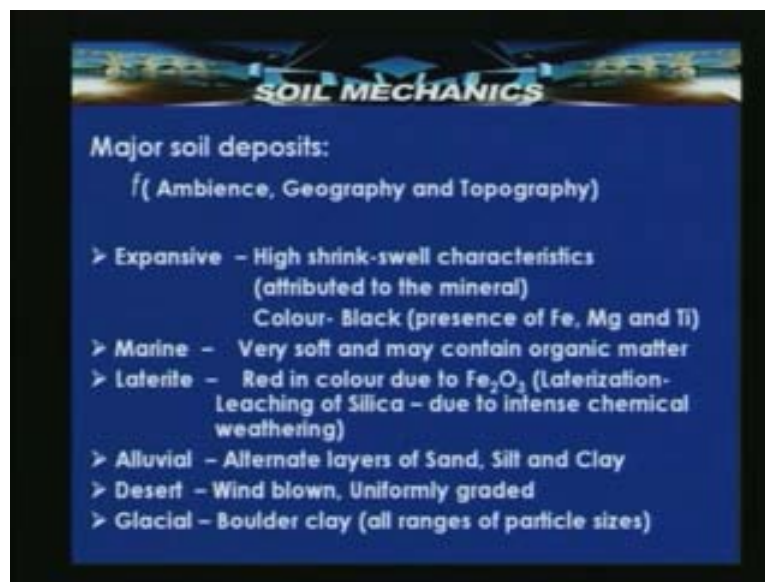 SOIL MECHANICS
Major soil deposits:
f( Ambience, Geography and Topography)
➢ Expansive – High shrink-swell characteristics
(attributed to the mineral)
Colour- Black (presence of Fe, Mg and Ti)
➢ Marine – Very soft and may contain organic matter
➢ Laterite – Red in colour due to Fe₂O₃ (Laterization-
Leaching of Silica – due to intense chemical
weathering)
➢ Alluvial – Alternate layers of Sand, Silt and Clay
➢ Desert – Wind blown, Uniformly graded
➢ Glacial – Boulder clay (all ranges of particle sizes)